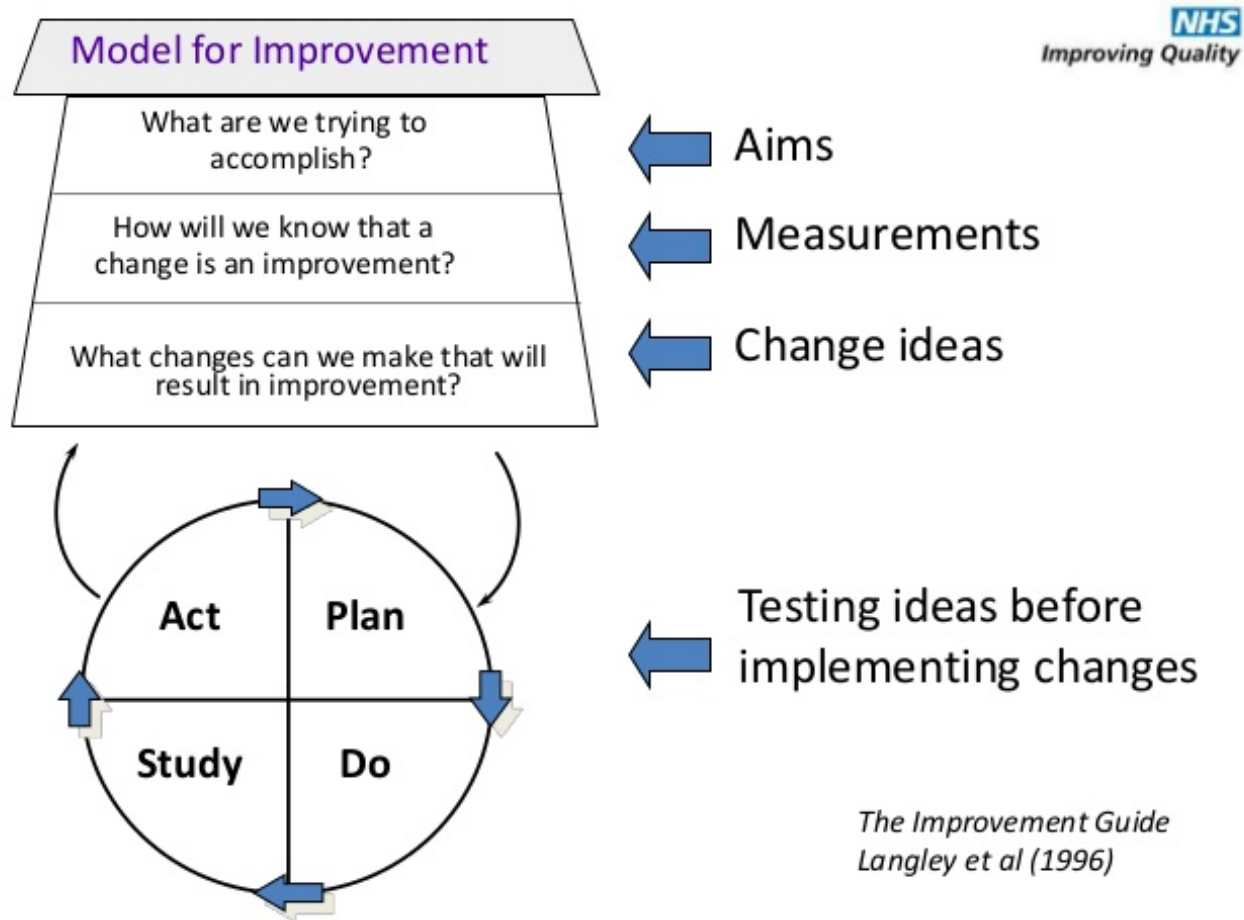 Model for Improvement
NHS
Improving Quality
What are we trying to
accomplish?
Aims
How will we know that a
change is an improvement?
Measurements
What changes can we make that will
result in improvement?
Change ideas
Act
Plan
Study
Do
Testing ideas before
implementing changes
The Improvement Guide
Langley et al (1996)